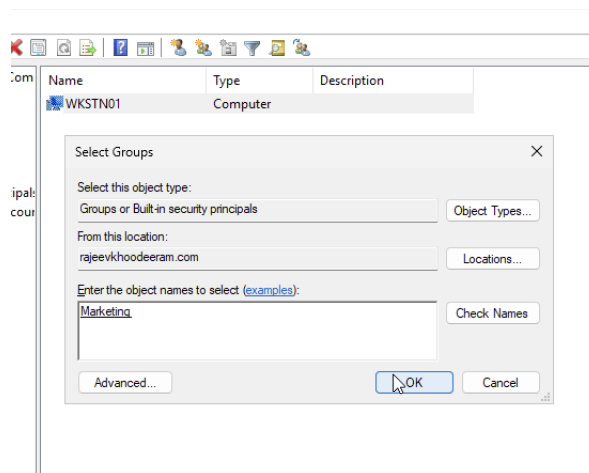 Com
Name Type Description
WKSTN01 Computer
Select Groups
Select this object type:
Groups or Built-in security principals Object Types...
From this location:
rajeevkhoodeeram.com Locations...
Enter the object names to select (examples):
Marketing Check Names
Advanced... OK Cancel
ipals
cour